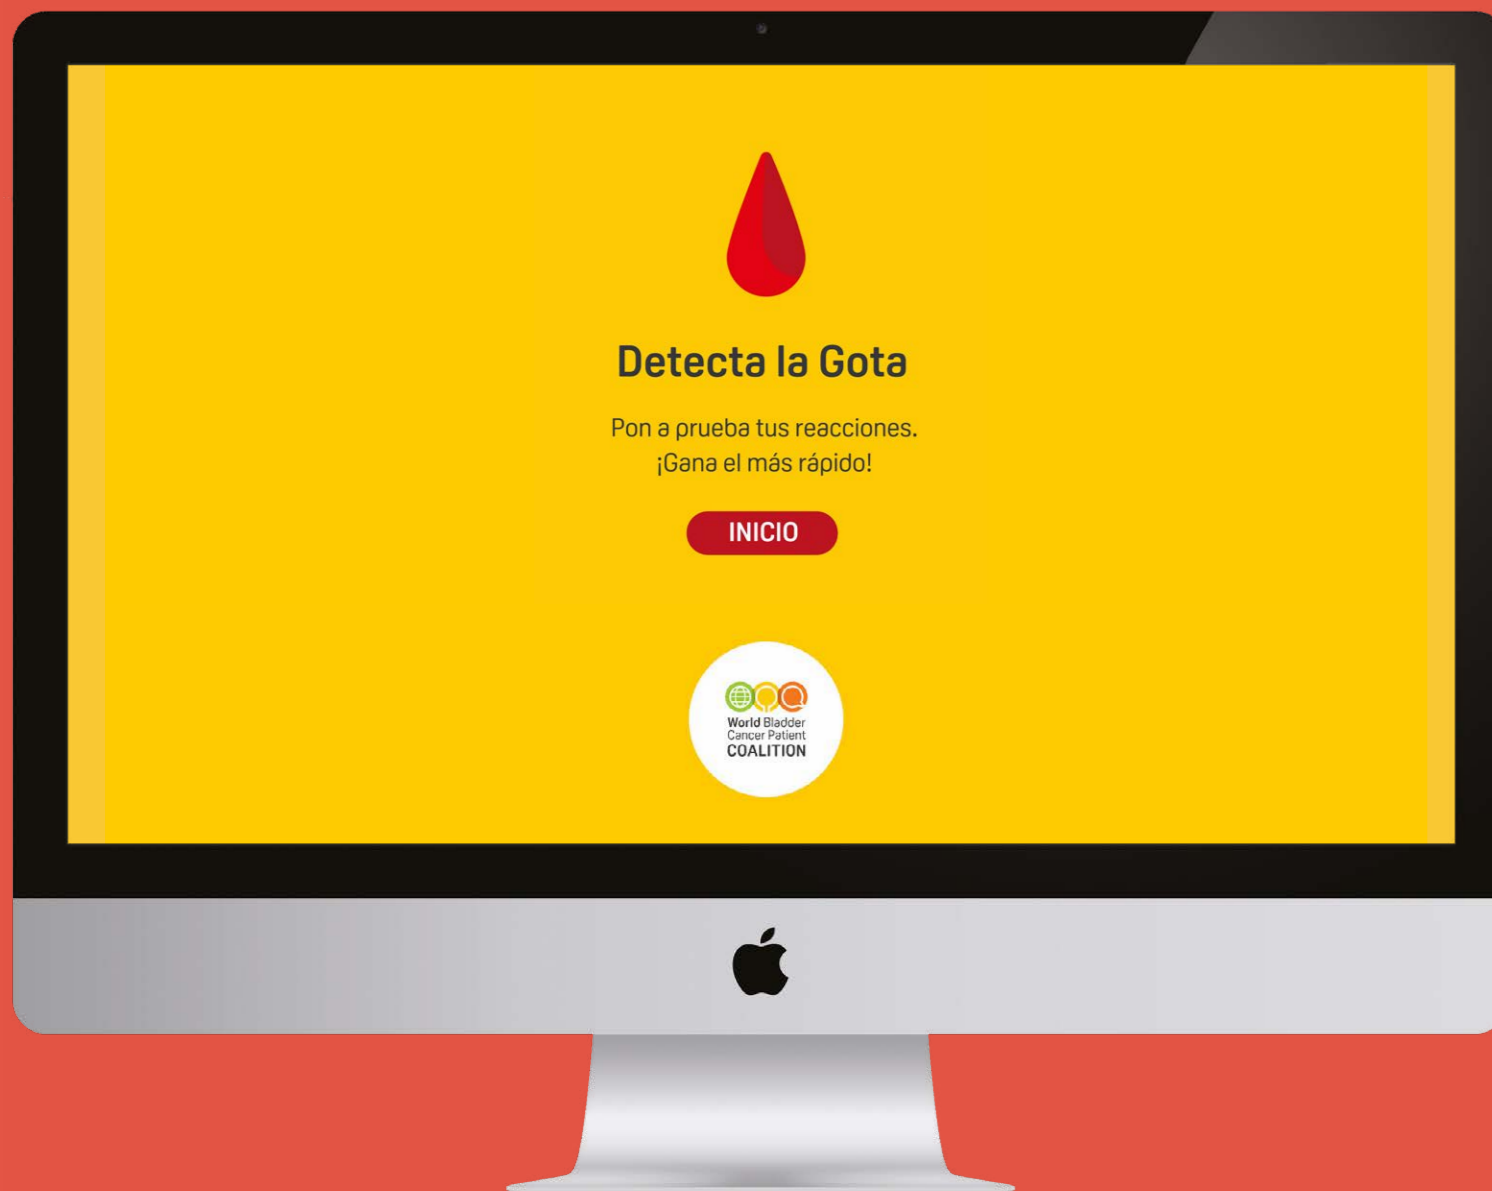 Detecta la Gota
Pon a prueba tus reacciones.
¡Gana el más rápido!
INICIO
World Bladder
Cancer Patient
COALITION